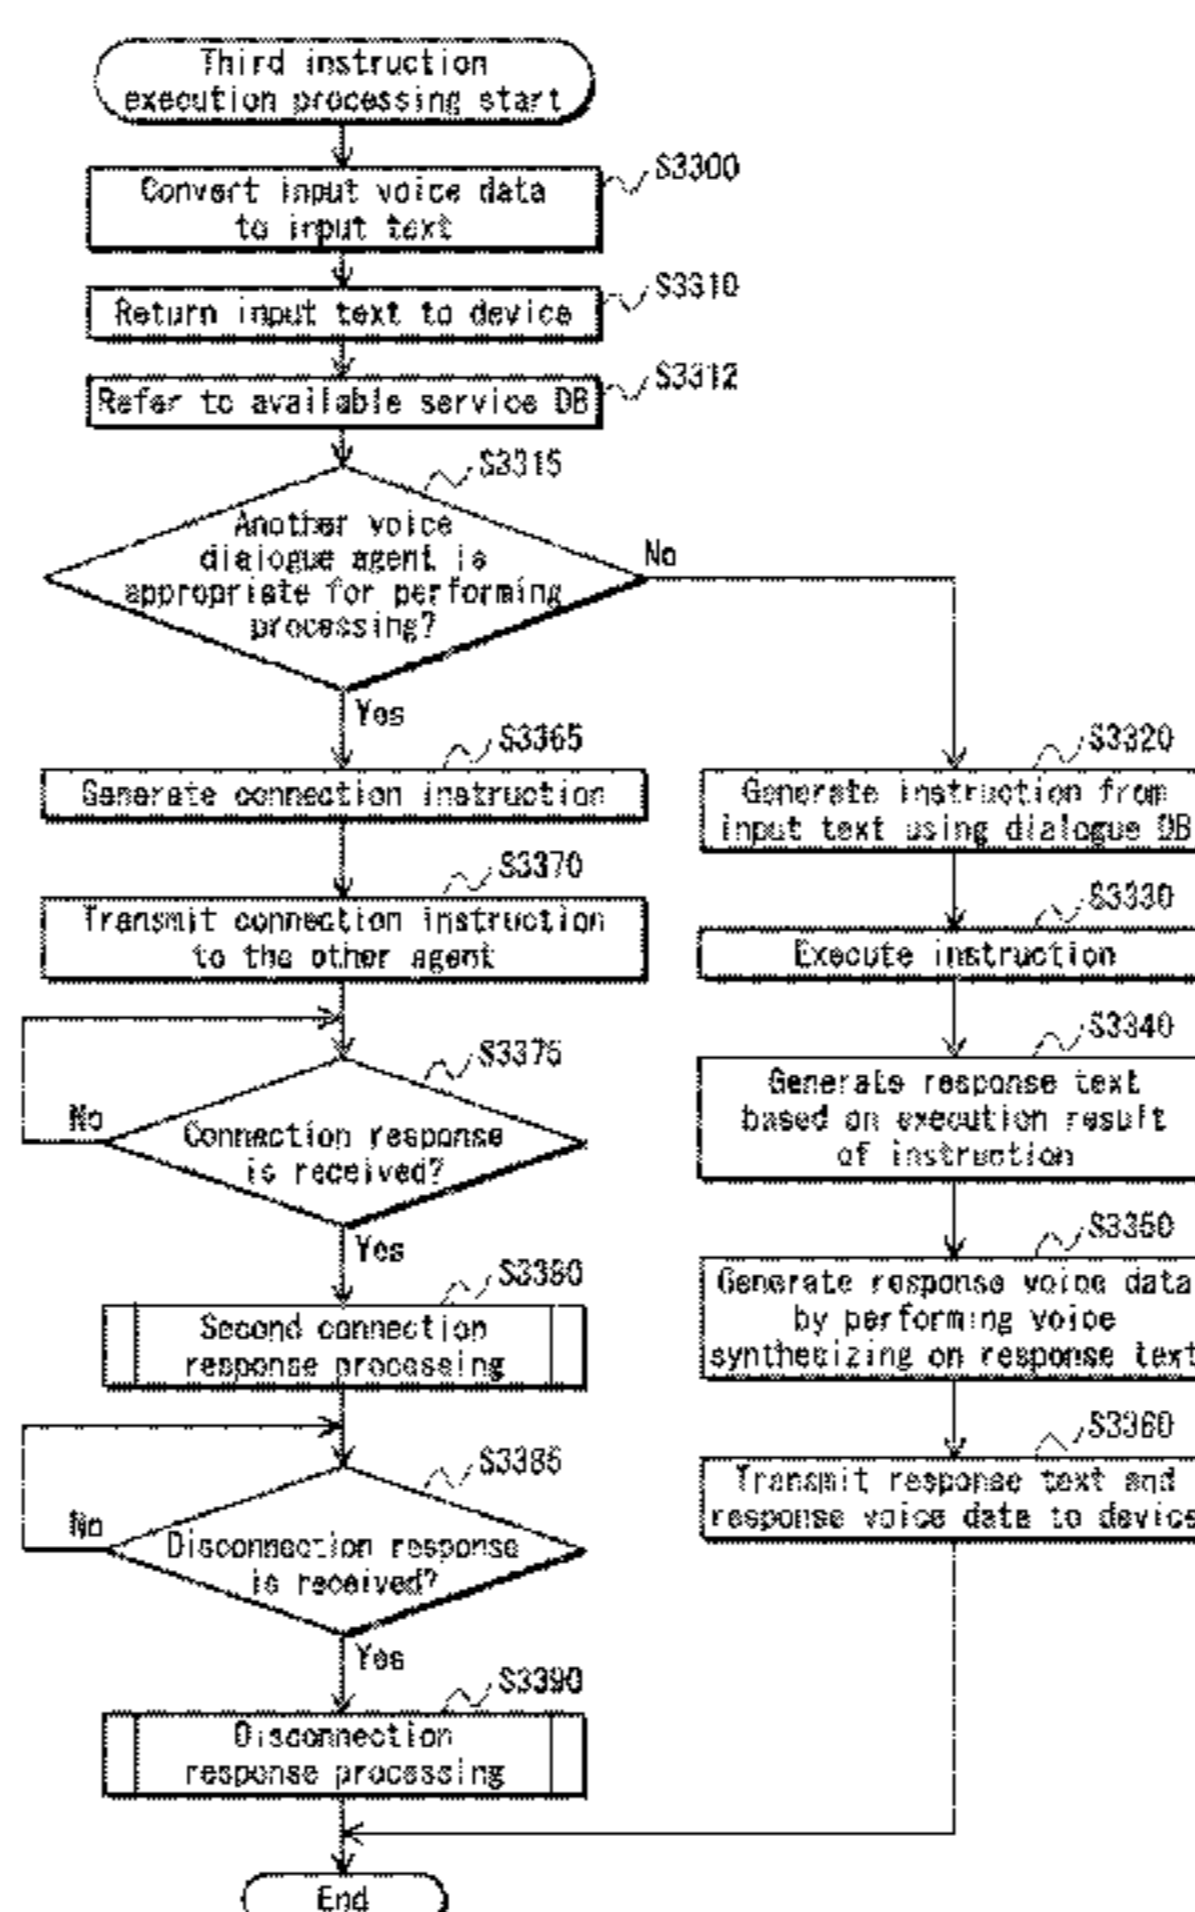 Third instruction
execution processing start
S3300
Convert input voice data
to input text
S3310
Return input text to device
S3312
Refer to available service DB
S3315
Another voice
dialogue agent is
appropriate for performing
processing?
No
Yes
S3365
Generate connection instruction
S3370
Transmit connection instruction
to the other agent
S3375
No
Connection response
is received?
Yes
S3380
Second connection
response processing
S3385
No
Disconnection response
is received?
Yes
S3390
Disconnection
response processing
S3320
Generate instruction from
input text using dialogue DB
S3330
Execute instruction
S3340
Generate response text
based on execution result
of instruction
S3350
Generate response voice data
by performing voice
synthesizing on response text
S3360
Transmit response text and
response voice data to device
End